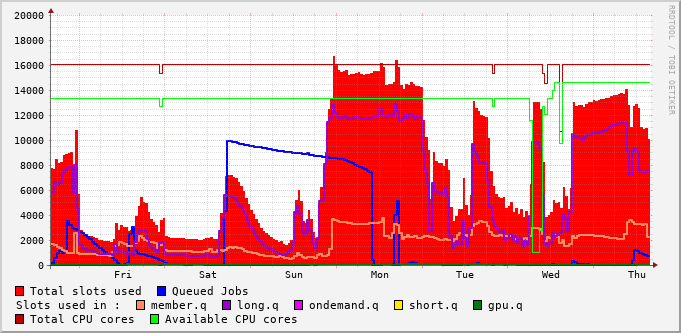 20000
18000
16000
14000
12000
10000
8000
6000
4000
2000
0
Fri Sat Sun Mon Tue Wed Thu
RRDTOOL / TOBI OETIKER
Total slots used Queued Jobs
Slots used in : member.q long.q ondemand.q short.q gpu.q
Total CPU cores Available CPU cores